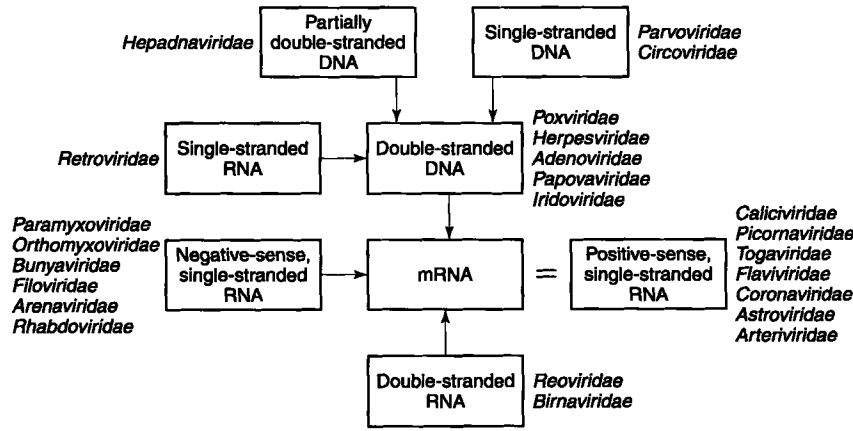 Hepadnaviridae
Partially
double-stranded
DNA
Single-stranded
DNA
Parvoviridae
Circoviridae
Retroviridae
Single-stranded
RNA
Double-stranded
DNA
Poxviridae
Herpesviridae
Adenoviridae
Papovaviridae
Iridoviridae
Paramyxoviridae
Orthomyxoviridae
Bunyaviridae
Filoviridae
Arenaviridae
Rhabdoviridae
Negative-sense,
single-stranded
RNA
mRNA
=
Positive-sense,
single-stranded
RNA
Caliciviridae
Picornaviridae
Togaviridae
Flaviviridae
Coronaviridae
Astroviridae
Arteriviridae
Double-stranded
RNA
Reoviridae
Birnaviridae